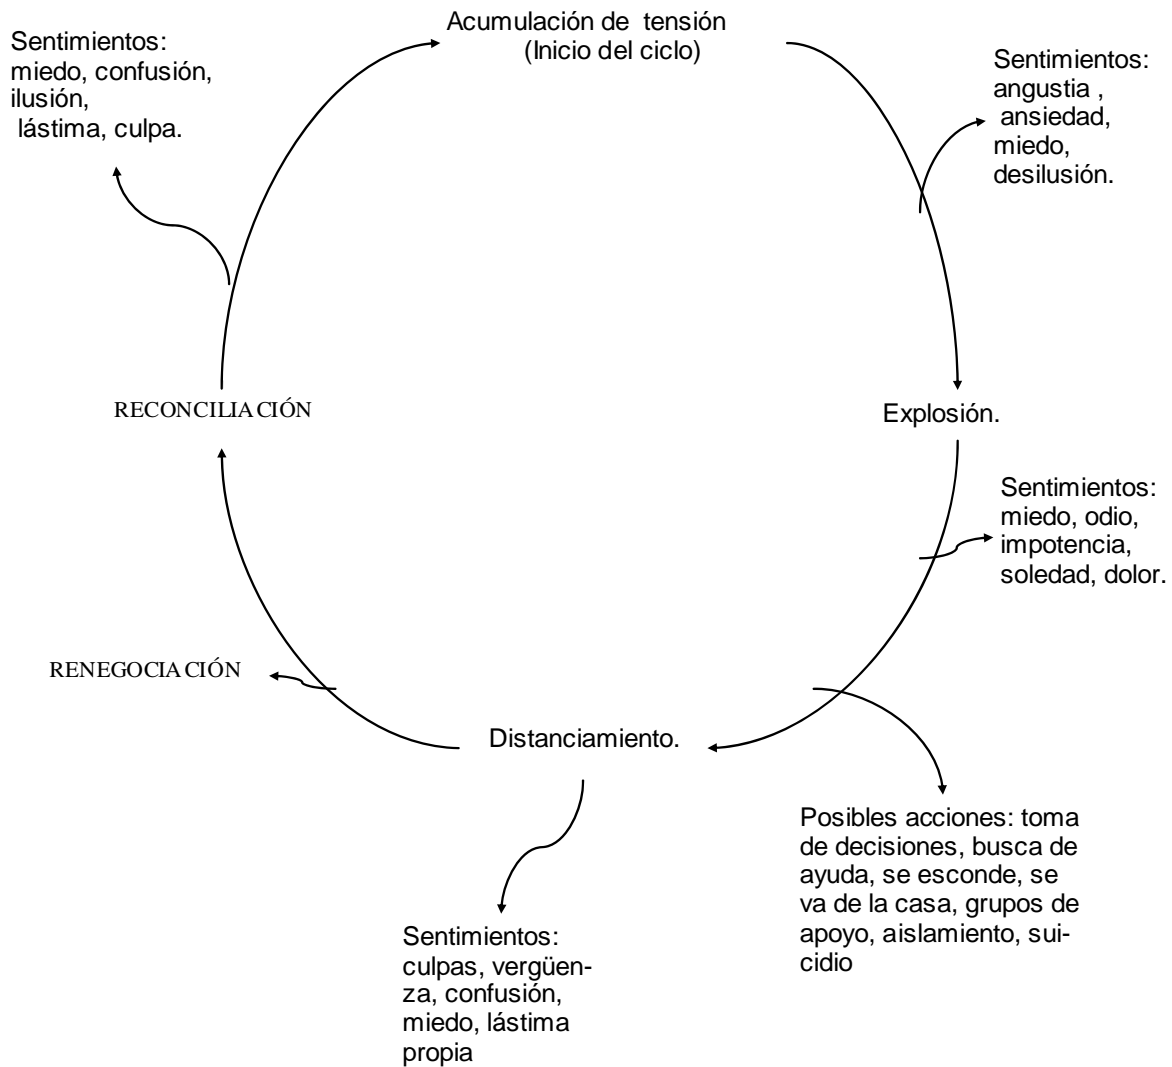 Acumulación de tensión
(Inicio del ciclo)
Sentimientos:
miedo, confusión,
ilusión,
lástima, culpa.
Sentimientos:
angustia ,
ansiedad,
miedo,
desilusión.
RECONCILIACIÓN
Explosión.
Sentimientos:
miedo, odio,
impotencia,
soledad, dolor.
RENEGOCIACIÓN
Distanciamiento.
Posibles acciones: toma
de decisiones, busca de
ayuda, se esconde, se
va de la casa, grupos de
apoyo, aislamiento, sui-
cidio
Sentimientos:
culpas, vergüen-
za, confusión,
miedo, lástima
propia